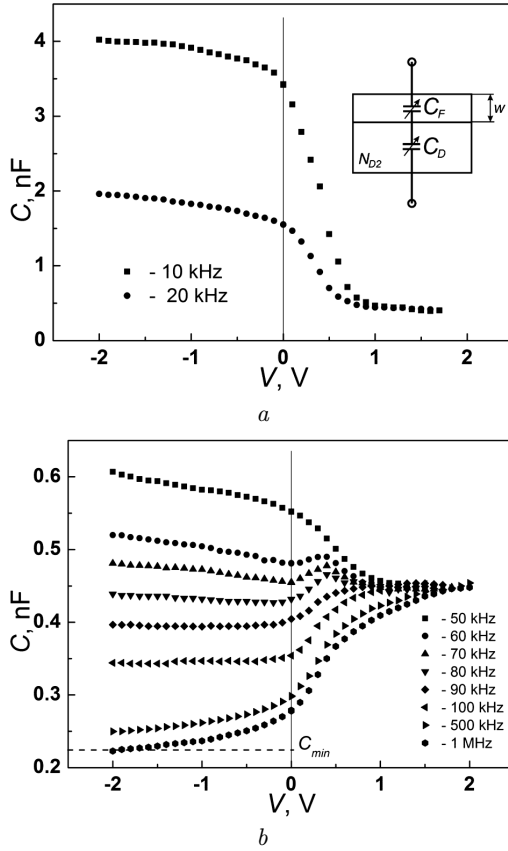 4
3
2
1
0
C, nF
C_F
C_D
w
N_D2
- 10 kHz
- 20 kHz
-2 -1 0 1 2
V, V
a
0.6
0.5
0.4
0.3
0.2
C, nF
- 50 kHz
- 60 kHz
- 70 kHz
- 80 kHz
- 90 kHz
- 100 kHz
- 500 kHz
- 1 MHz
C_min
-2 -1 0 1 2
V, V
b